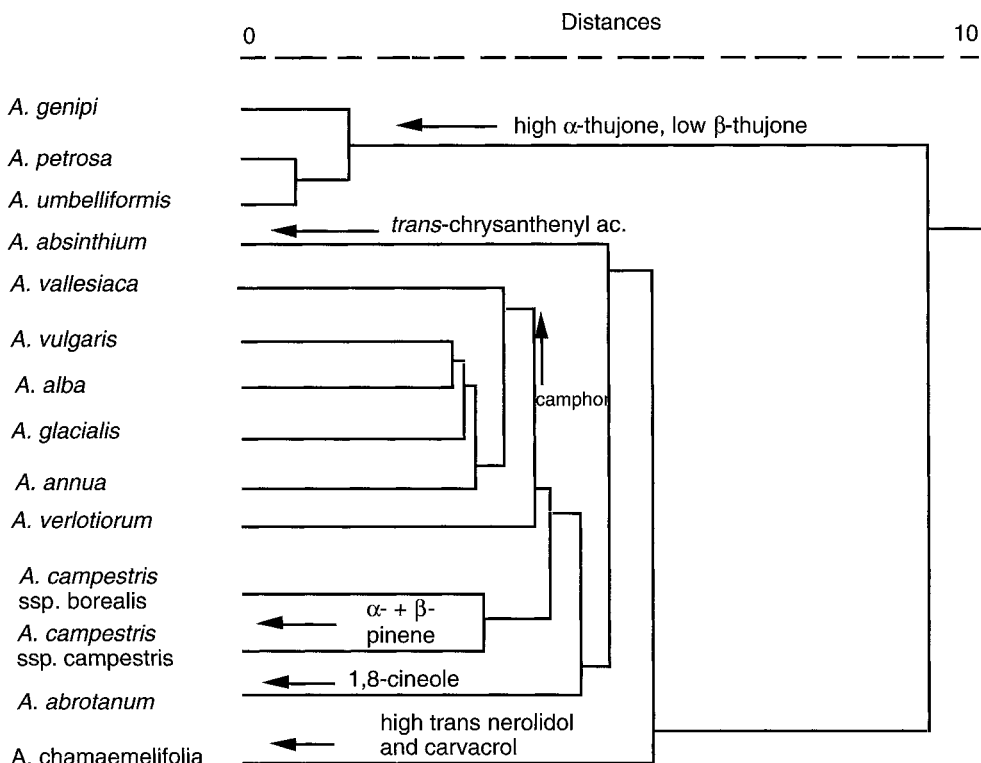 Distances
0 10
A. genipi
high α-thujone, low β-thujone
A. petrosa
A. umbelliformis
trans-chrysanthenyl ac.
A. absinthium
A. vallesiaca
A. vulgaris
A. alba
camphor
A. glacialis
A. annua
A. verlotiorum
A. campestris
ssp. borealis
α- + β-
pinene
A. campestris
ssp. campestris
1,8-cineole
A. abrotanum
high trans nerolidol
and carvacrol
A. chamaemelifolia